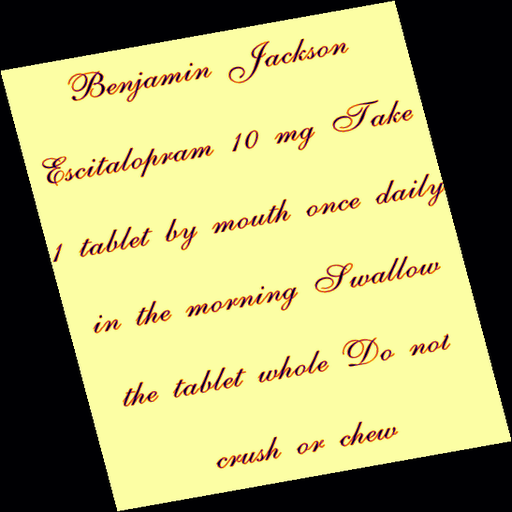 Benjamin Jackson
Escitalopram 10 mg Take
1 tablet by mouth once daily
in the morning Swallow
the tablet whole Do not
crush or chew